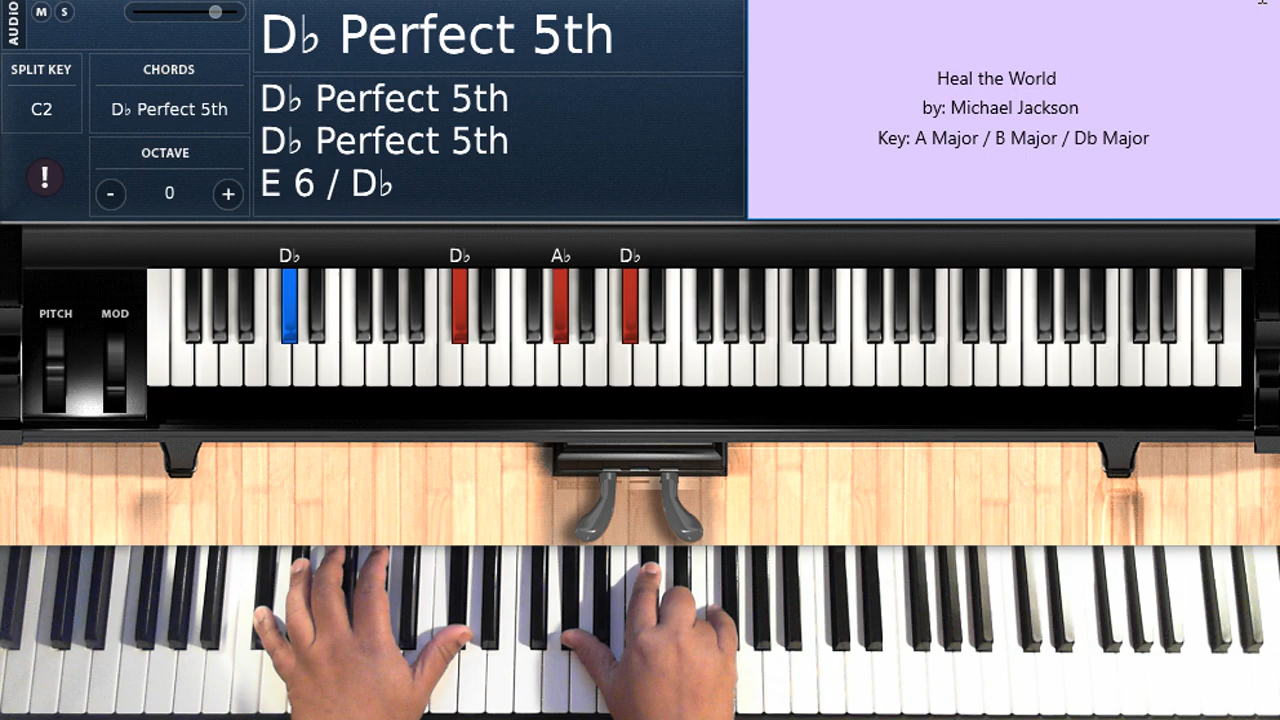 AUDIO
M S
SPLIT KEY
C2
!
CHORDS
D♭ Perfect 5th
OCTAVE
- 0 +
D♭ Perfect 5th
D♭ Perfect 5th
D♭ Perfect 5th
E 6 / D♭
Heal the World
by: Michael Jackson
Key: A Major / B Major / Db Major
D♭ D♭ A♭ D♭
PITCH MOD